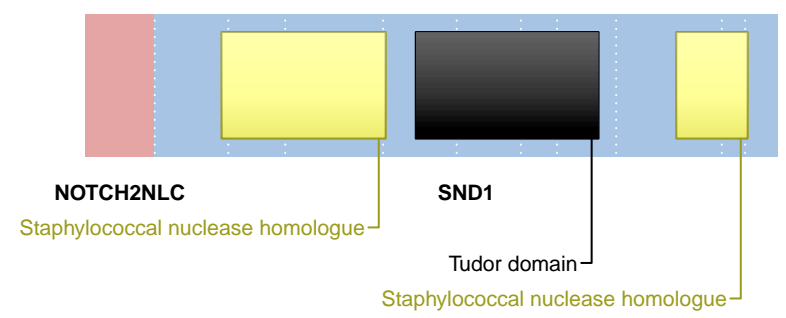 NOTCH2NLC
SND1
Staphylococcal nuclease homologue
Tudor domain
Staphylococcal nuclease homologue